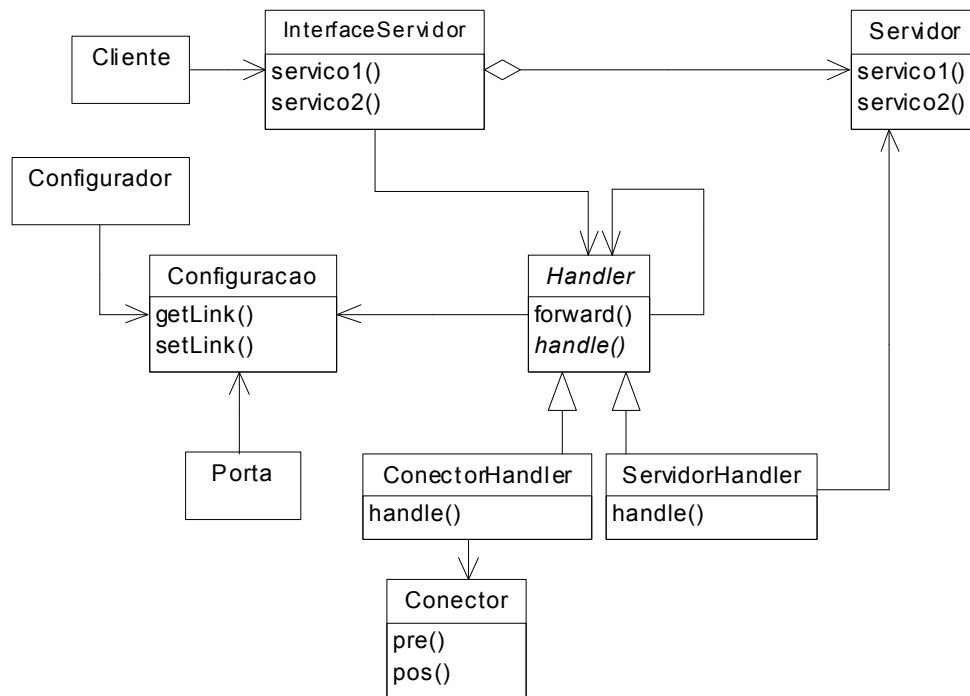 InterfaceServidor
servico1()
servico2()
Servidor
servico1()
servico2()
Cliente
Configurador
Configuracao
getLink()
setLink()
Handler
forward()
handle()
Porta
ConectorHandler
handle()
ServidorHandler
handle()
Conector
pre()
pos()